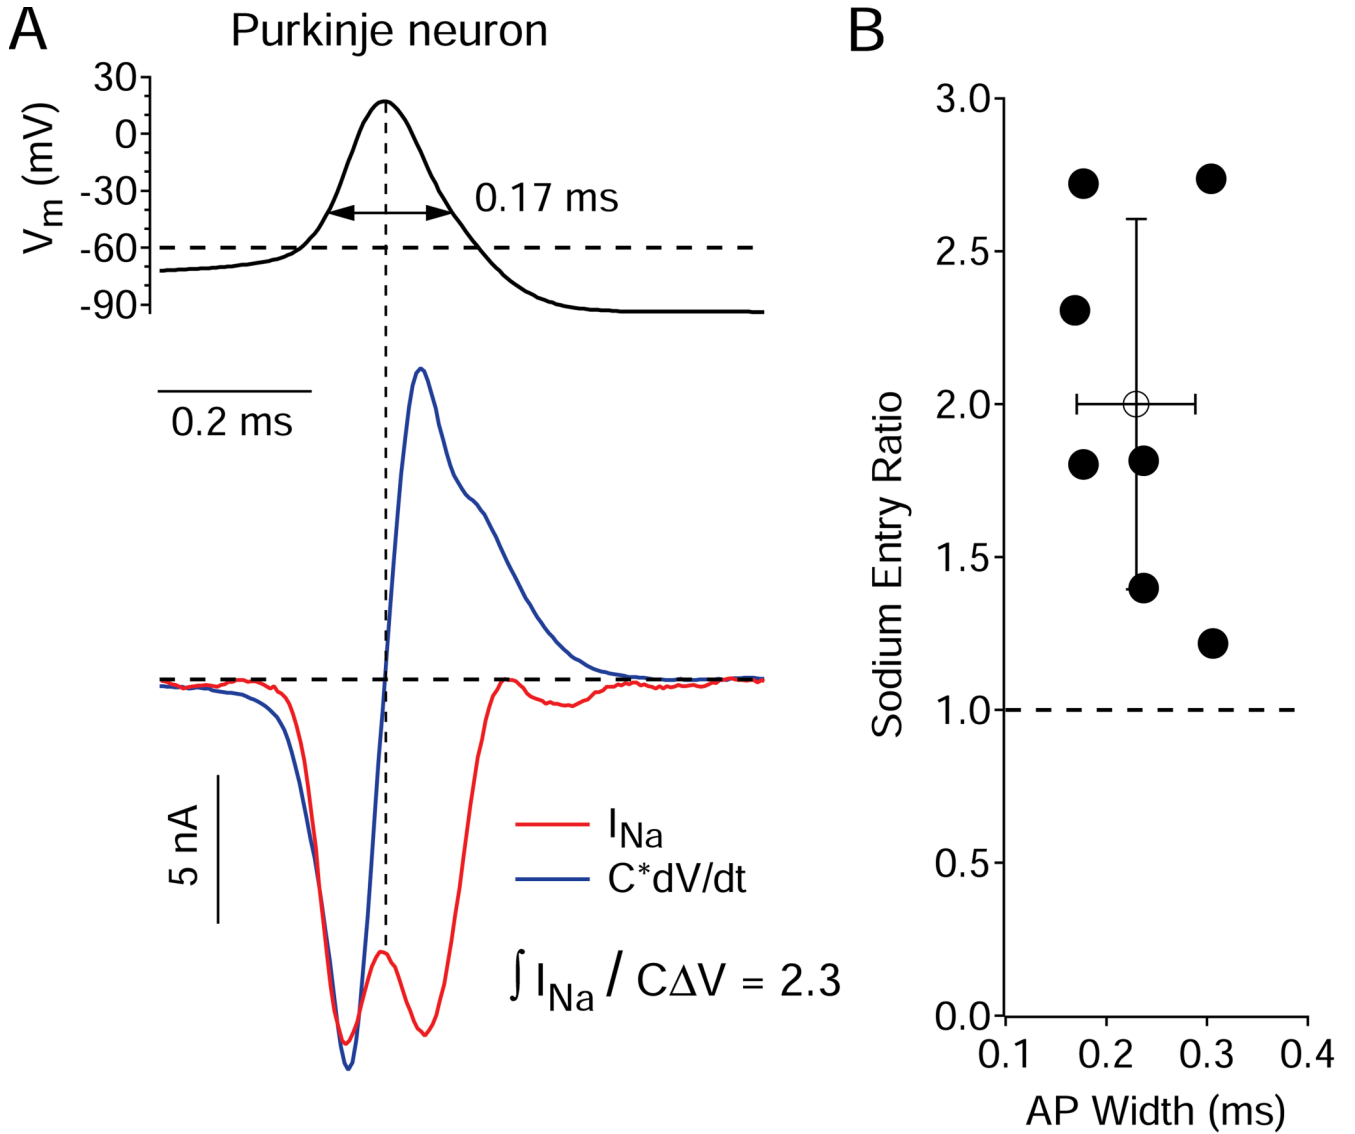 A
Purkinje neuron
Vm (mV)
30
0
-30
-60
-90
0.17 ms
0.2 ms
5 nA
INa
C*dV/dt
∫ INa / CΔV = 2.3
B
Sodium Entry Ratio
3.0
2.5
2.0
1.5
1.0
0.5
0.0
0.1 0.2 0.3 0.4
AP Width (ms)